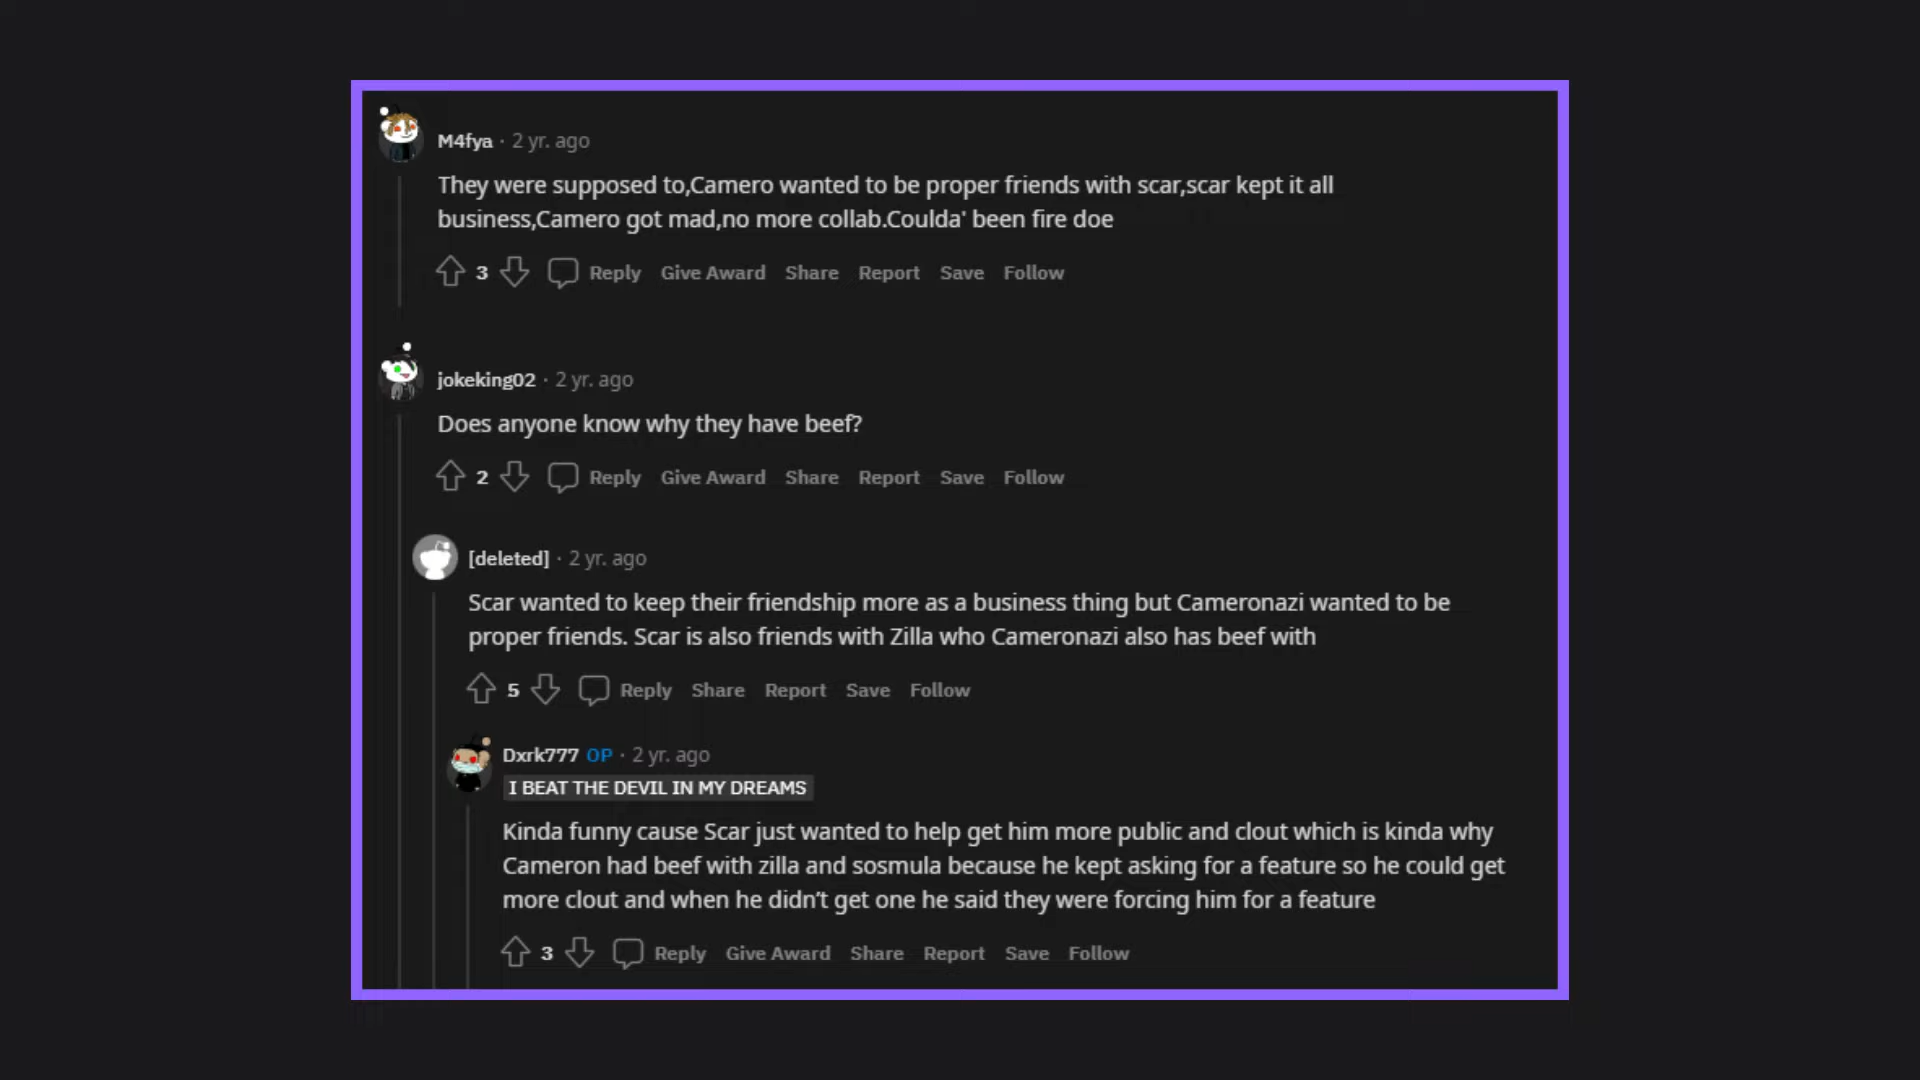 M4fya · 2 yr. ago
They were supposed to,Camero wanted to be proper friends with scar,scar kept it all
business,Camero got mad,no more collab.Coulda' been fire doe
3 Reply Give Award Share Report Save Follow
jokeking02 · 2 yr. ago
Does anyone know why they have beef?
2 Reply Give Award Share Report Save Follow
[deleted] · 2 yr. ago
Scar wanted to keep their friendship more as a business thing but Cameronazi wanted to be
proper friends. Scar is also friends with Zilla who Cameronazi also has beef with
5 Reply Share Report Save Follow
Dxrk777 OP · 2 yr. ago
I BEAT THE DEVIL IN MY DREAMS
Kinda funny cause Scar just wanted to help get him more public and clout which is kinda why
Cameron had beef with zilla and sosmula because he kept asking for a feature so he could get
more clout and when he didn't get one he said they were forcing him for a feature
3 Reply Give Award Share Report Save Follow